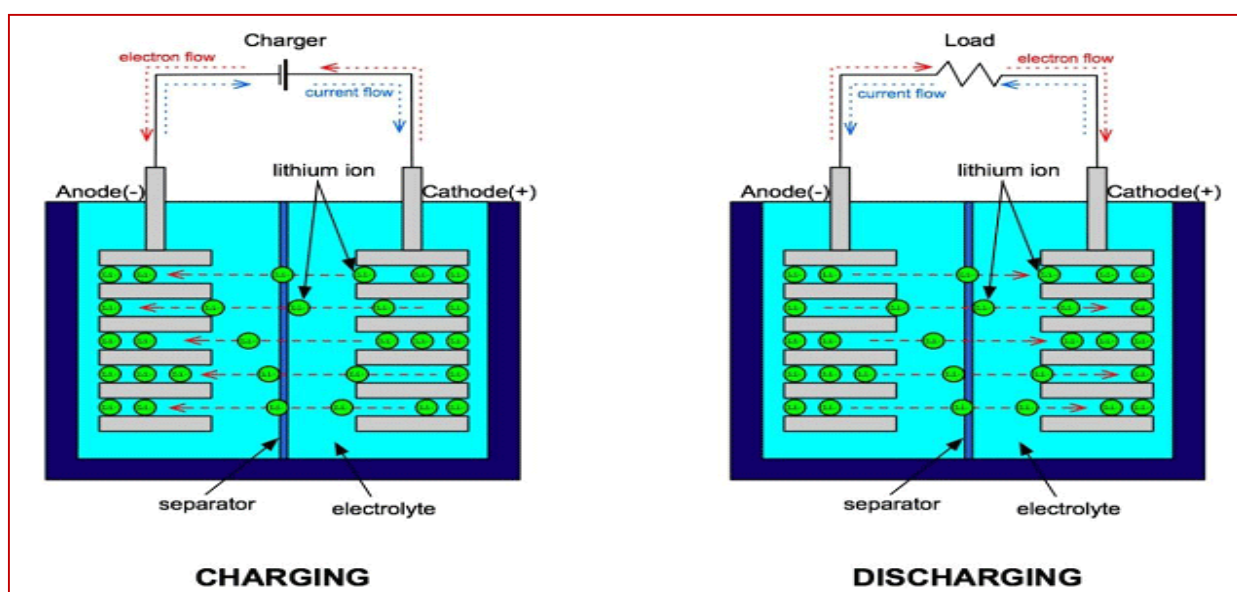 Charger
electron flow
current flow
lithium ion
Anode(-)
Cathode(+)
separator
electrolyte
CHARGING
Load
electron flow
current flow
lithium ion
Anode(-)
Cathode(+)
separator
electrolyte
DISCHARGING